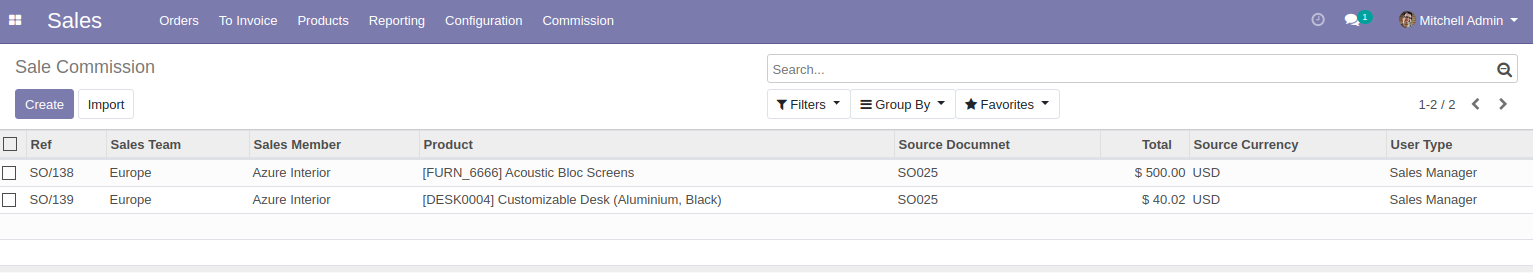 Sales Orders To Invoice Products Reporting Configuration Commission 1 Mitchell Admin
Sale Commission Search...
Create Import Filters Group By Favorites 1-2 / 2
Ref Sales Team Sales Member Product Source Documnet Total Source Currency User Type
SO/138 Europe Azure Interior [FURN_6666] Acoustic Bloc Screens SO025 $ 500.00 USD Sales Manager
SO/139 Europe Azure Interior [DESK0004] Customizable Desk (Aluminium, Black) SO025 $ 40.02 USD Sales Manager